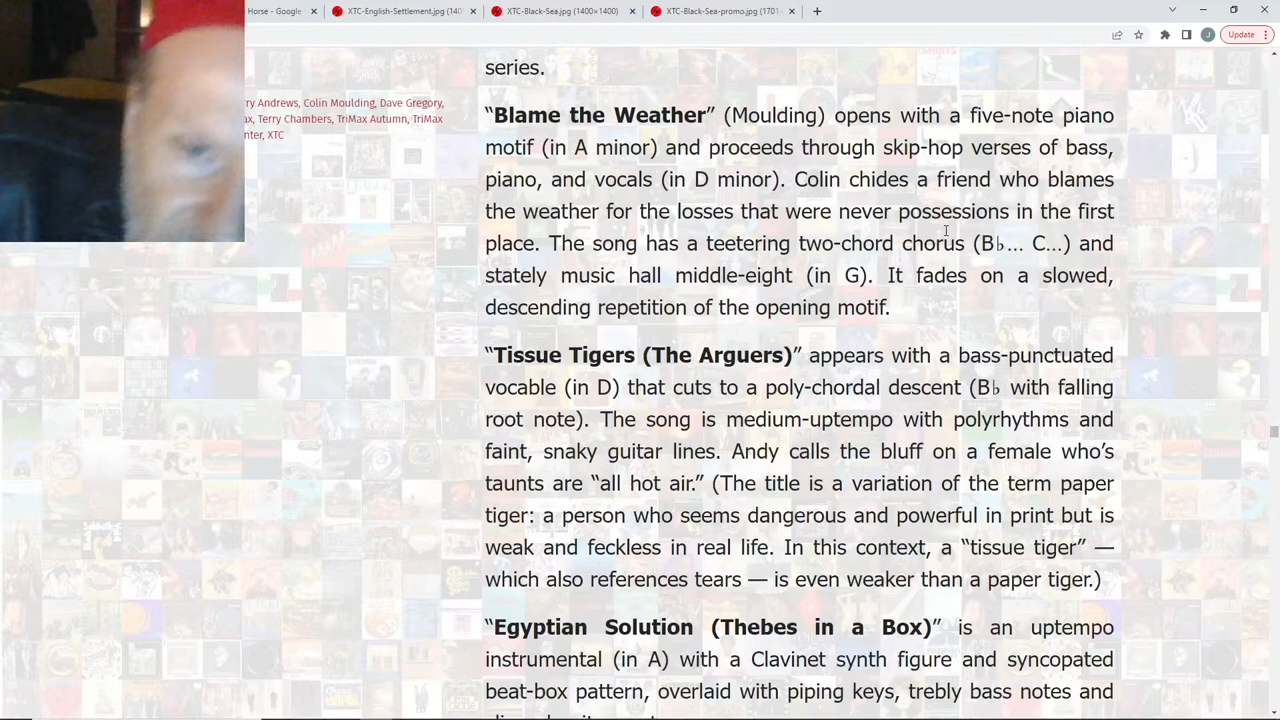 Horse - Google
XTC-English-Settlement.jpg (140
XTC-Black-Sea.jpg (1400×1400)
XTC-Black-Sea-promo.jpg (1701
Update
ry Andrews, Colin Moulding, Dave Gregory,
ax, Terry Chambers, TriMax Autumn, TriMax
nter, XTC
series.
“Blame the Weather” (Moulding) opens with a five-note piano
motif (in A minor) and proceeds through skip-hop verses of bass,
piano, and vocals (in D minor). Colin chides a friend who blames
the weather for the losses that were never possessions in the first
place. The song has a teetering two-chord chorus (B♭… C…) and
stately music hall middle-eight (in G). It fades on a slowed,
descending repetition of the opening motif.
“Tissue Tigers (The Arguers)” appears with a bass-punctuated
vocable (in D) that cuts to a poly-chordal descent (B♭ with falling
root note). The song is medium-uptempo with polyrhythms and
faint, snaky guitar lines. Andy calls the bluff on a female who’s
taunts are “all hot air.” (The title is a variation of the term paper
tiger: a person who seems dangerous and powerful in print but is
weak and feckless in real life. In this context, a “tissue tiger” —
which also references tears — is even weaker than a paper tiger.)
“Egyptian Solution (Thebes in a Box)” is an uptempo
instrumental (in A) with a Clavinet synth figure and syncopated
beat-box pattern, overlaid with piping keys, trebly bass notes and